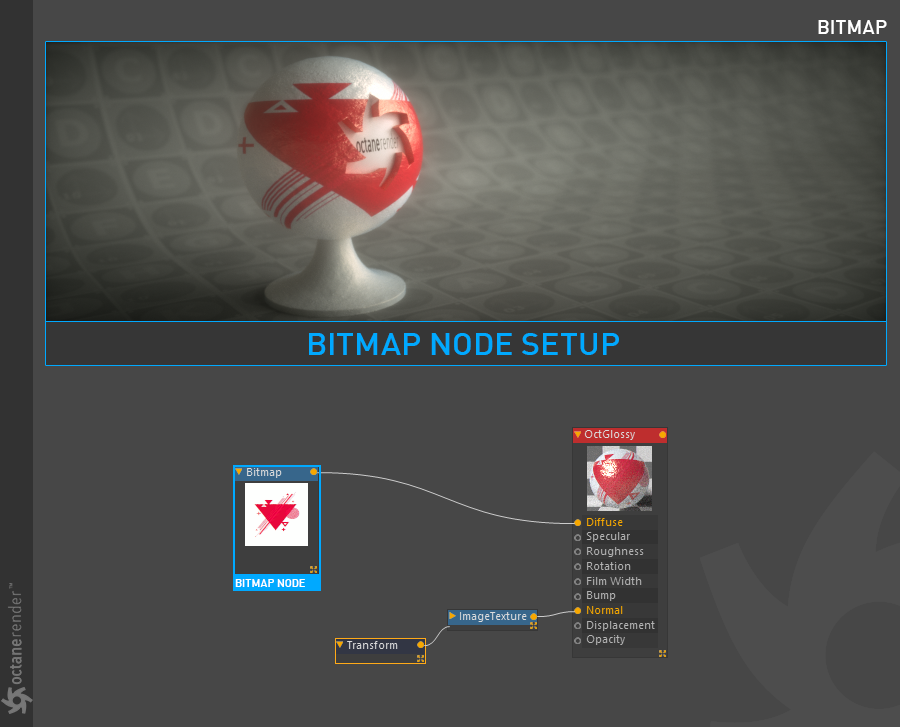 BITMAP
octanerender
BITMAP NODE SETUP
OctGlossy
Bitmap
BITMAP NODE
Diffuse
Specular
Roughness
Rotation
Film Width
Bump
Normal
Displacement
Opacity
ImageTexture
Transform
octanerender™